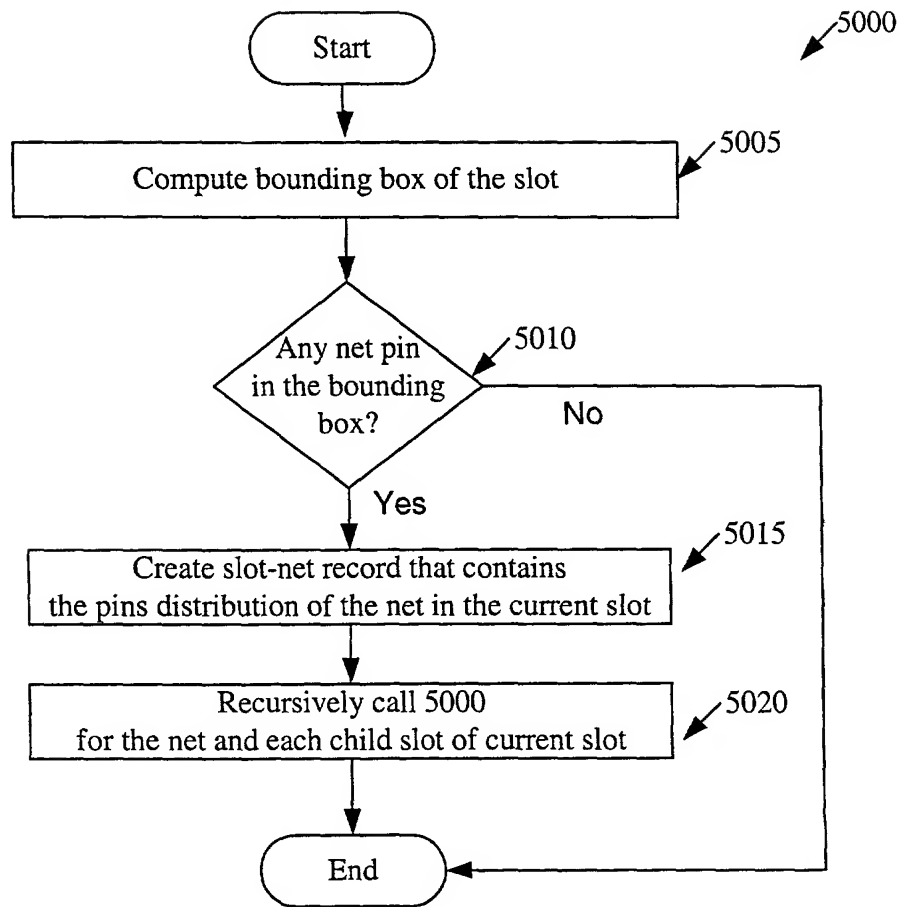 Start
5000
5005
Compute bounding box of the slot
5010
Any net pin
in the bounding
box?
No
Yes
5015
Create slot-net record that contains
the pins distribution of the net in the current slot
5020
Recursively call 5000
for the net and each child slot of current slot
End